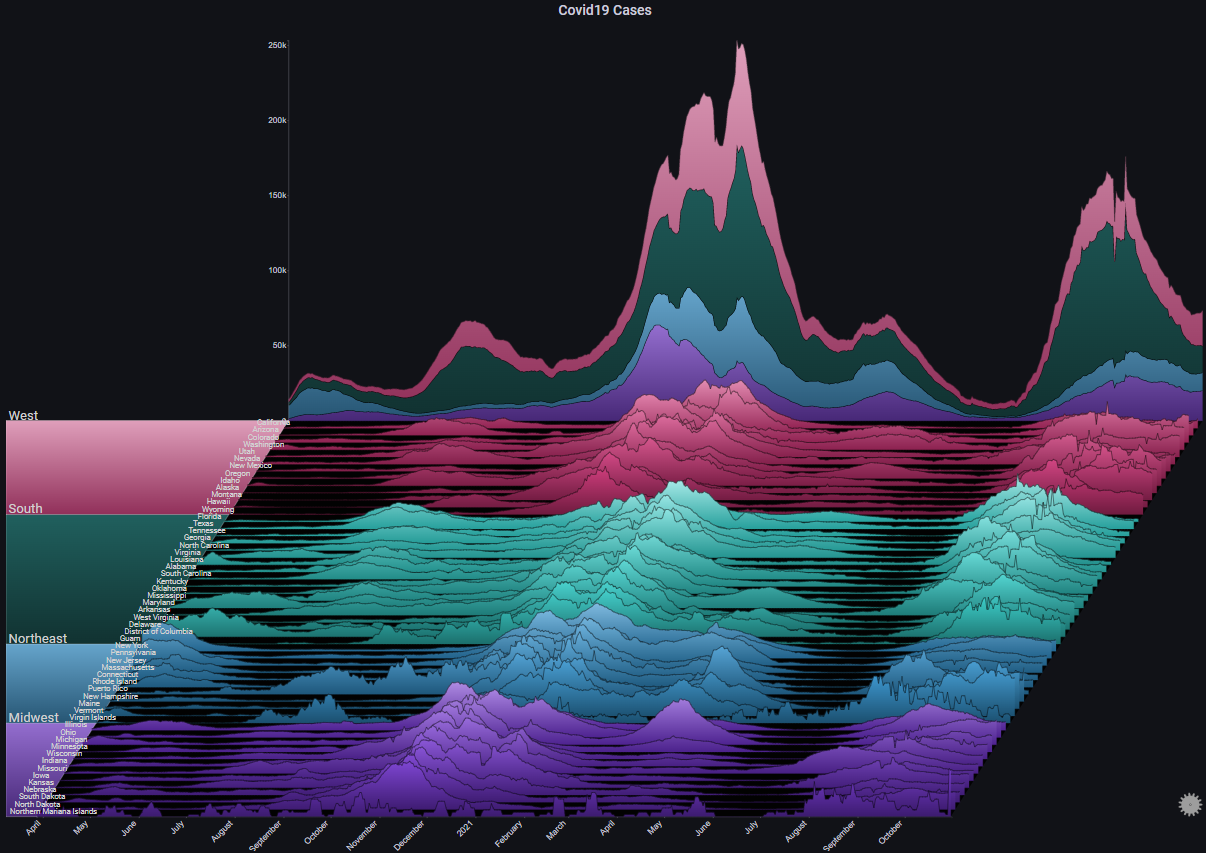 Covid19 Cases
250k
200k
150k
100k
50k
West
California
Arizona
Colorado
Washington
Utah
Nevada
New Mexico
Oregon
Idaho
Alaska
Montana
Hawaii
Wyoming
South
Florida
Texas
Tennessee
Georgia
North Carolina
Virginia
Louisiana
Alabama
South Carolina
Kentucky
Oklahoma
Mississippi
Maryland
Arkansas
West Virginia
Delaware
District of Columbia
Guam
Northeast
New York
Pennsylvania
New Jersey
Massachusetts
Connecticut
Rhode Island
Puerto Rico
New Hampshire
Maine
Vermont
Virgin Islands
Midwest
Illinois
Ohio
Michigan
Minnesota
Wisconsin
Indiana
Missouri
Iowa
Kansas
Nebraska
South Dakota
North Dakota
Northern Mariana Islands
April
May
June
July
August
September
October
November
December
2021
February
March
April
May
June
July
August
September
October